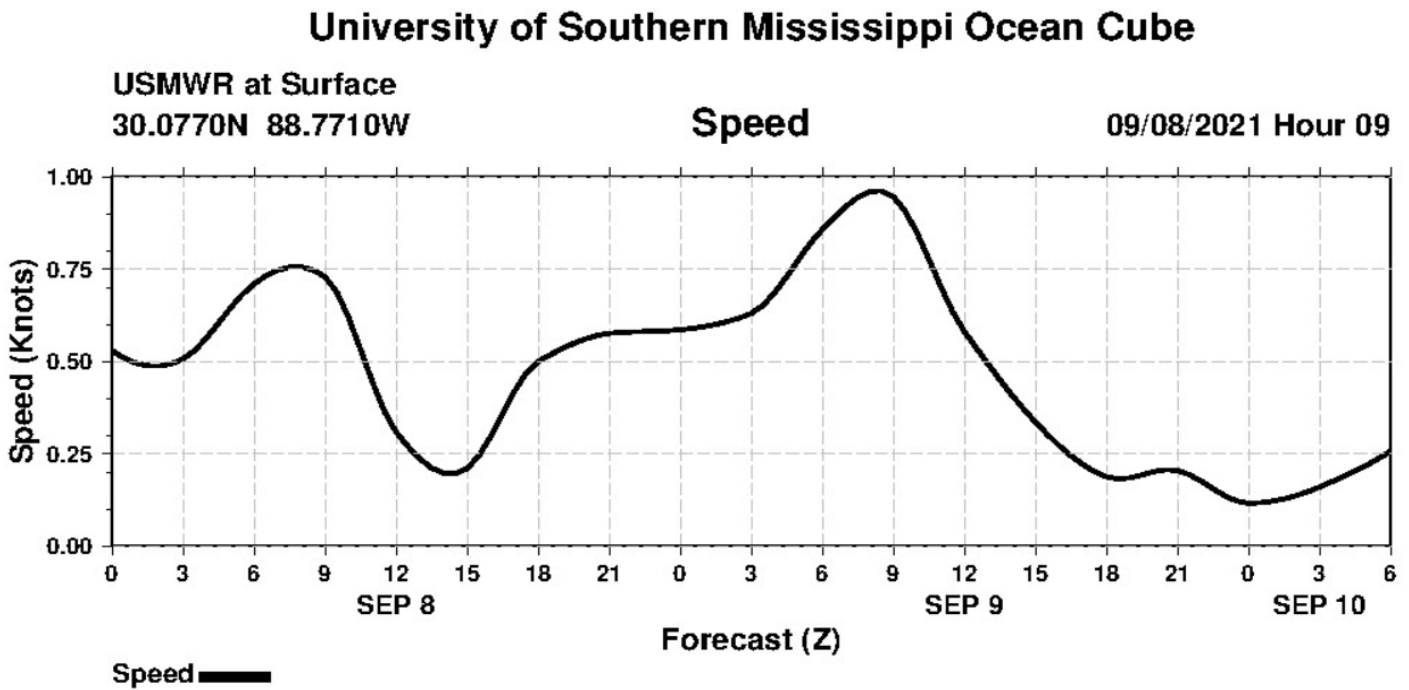 University of Southern Mississippi Ocean Cube
USMWR at Surface
30.0770N 88.7710W
Speed
09/08/2021 Hour 09
Speed (Knots)
1.00
0.75
0.50
0.25
0.00
0 3 6 9 12 15 18 21 0 3 6 9 12 15 18 21 0 3 6
SEP 8 SEP 9 SEP 10
Forecast (Z)
Speed